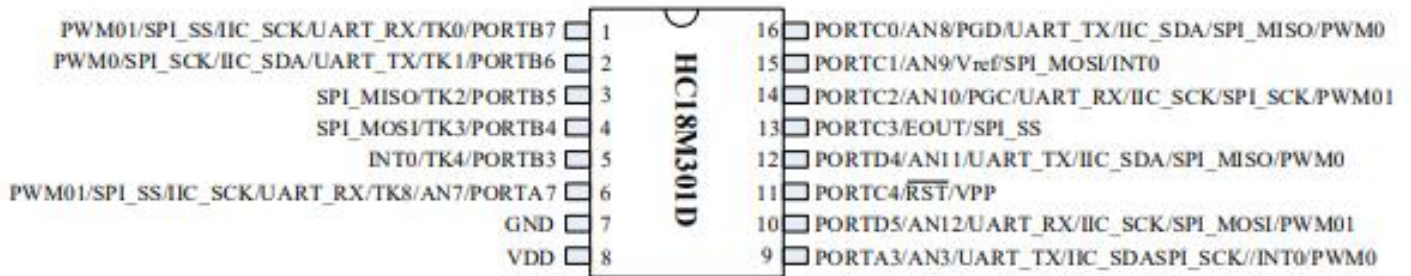 PWM01/SPI_SS/IIC_SCK/UART_RX/TK0/PORTB7 1 16 PORTC0/AN8/PGD/UART_TX/IIC_SDA/SPI_MISO/PWM0
PWM0/SPI_SCK/IIC_SDA/UART_TX/TK1/PORTB6 2 15 PORTC1/AN9/Vref/SPI_MOSI/INT0
SPI_MISO/TK2/PORTB5 3 14 PORTC2/AN10/PGC/UART_RX/IIC_SCK/SPI_SCK/PWM01
SPI_MOSI/TK3/PORTB4 4 13 PORTC3/EOUT/SPI_SS
INT0/TK4/PORTB3 5 12 PORTD4/AN11/UART_TX/IIC_SDA/SPI_MISO/PWM0
PWM01/SPI_SS/IIC_SCK/UART_RX/TK8/AN7/PORTA7 6 11 PORTC4/RST/VPP
GND 7 10 PORTD5/AN12/UART_RX/IIC_SCK/SPI_MOSI/PWM01
VDD 8 9 PORTA3/AN3/UART_TX/IIC_SDASPI_SCK//INT0/PWM0
HC18M301D